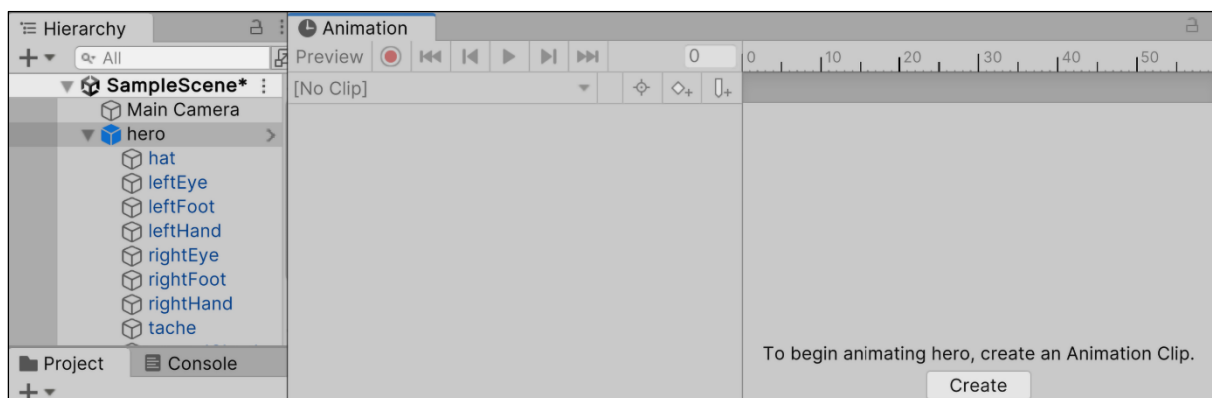 Hierarchy
All
SampleScene*
Main Camera
hero
hat
leftEye
leftFoot
leftHand
rightEye
rightFoot
rightHand
tache
Project
Console
Animation
Preview
0
[No Clip]
0 10 20 30 40 50
To begin animating hero, create an Animation Clip.
Create